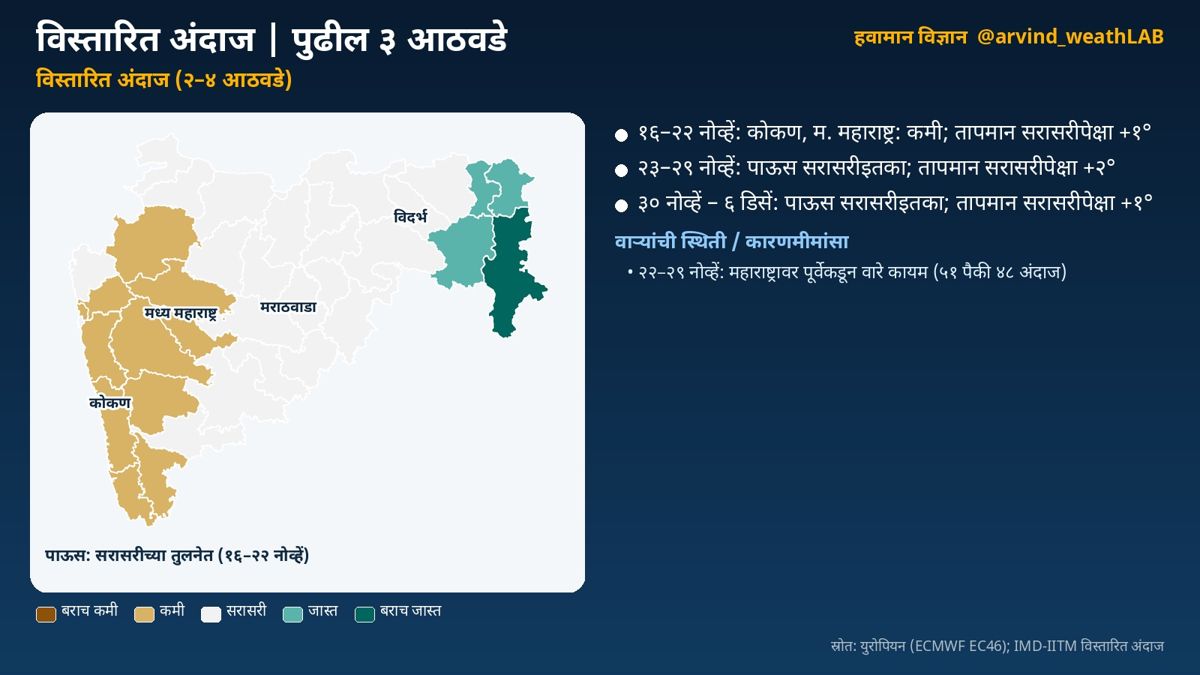 विस्तारित अंदाज | पुढील ३ आठवडे
हवामान विज्ञान @arvind_weathLAB
विस्तारित अंदाज (२–४ आठवडे)
१६–२२ नोव्हें: कोकण, म. महाराष्ट्र: कमी; तापमान सरासरीपेक्षा +१°
२३–२९ नोव्हें: पाऊस सरासरीइतका; तापमान सरासरीपेक्षा +२°
३० नोव्हें – ६ डिसें: पाऊस सरासरीइतका; तापमान सरासरीपेक्षा +१°
वाऱ्यांची स्थिती / कारणमीमांसा
• २२–२९ नोव्हें: महाराष्ट्रावर पूर्वेकडून वारे कायम (५१ पैकी ४८ अंदाज)
विदर्भ
मराठवाडा
मध्य महाराष्ट्र
कोकण
पाऊस: सरासरीच्या तुलनेत (१६–२२ नोव्हें)
बराच कमी कमी सरासरी जास्त बराच जास्त
स्रोत: युरोपियन (ECMWF EC46); IMD-IITM विस्तारित अंदाज